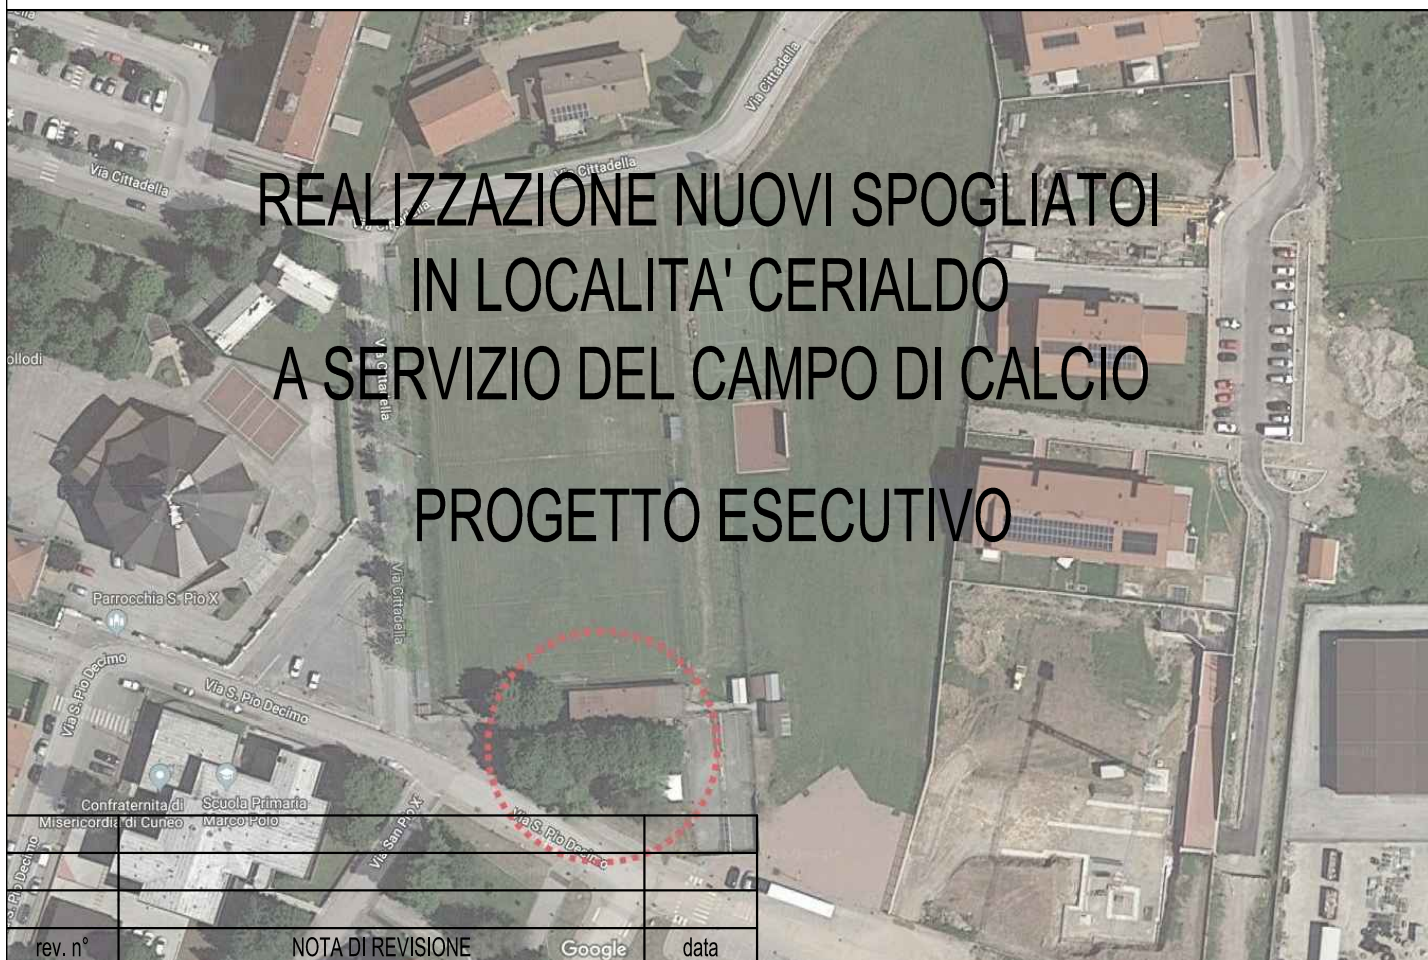 Via Cittadella
Via Cittadella
Via Cittadella
Via Cittadella
REALIZZAZIONE NUOVI SPOGLIATOI
IN LOCALITA' CERIALDO
A SERVIZIO DEL CAMPO DI CALCIO
ollodi
Via Cittadella
PROGETTO ESECUTIVO
Via Cittadella
Parrocchia S. Pio X
Via S. Pio Decimo
Via S. Pio Decimo
Confraternita di
Misericordia di Cuneo
Scuola Primaria
Marco Polo
Via San Pio X
Via S. Pio Decimo
S. Pio Decimo
rev. n°
NOTA DI REVISIONE
Google
data